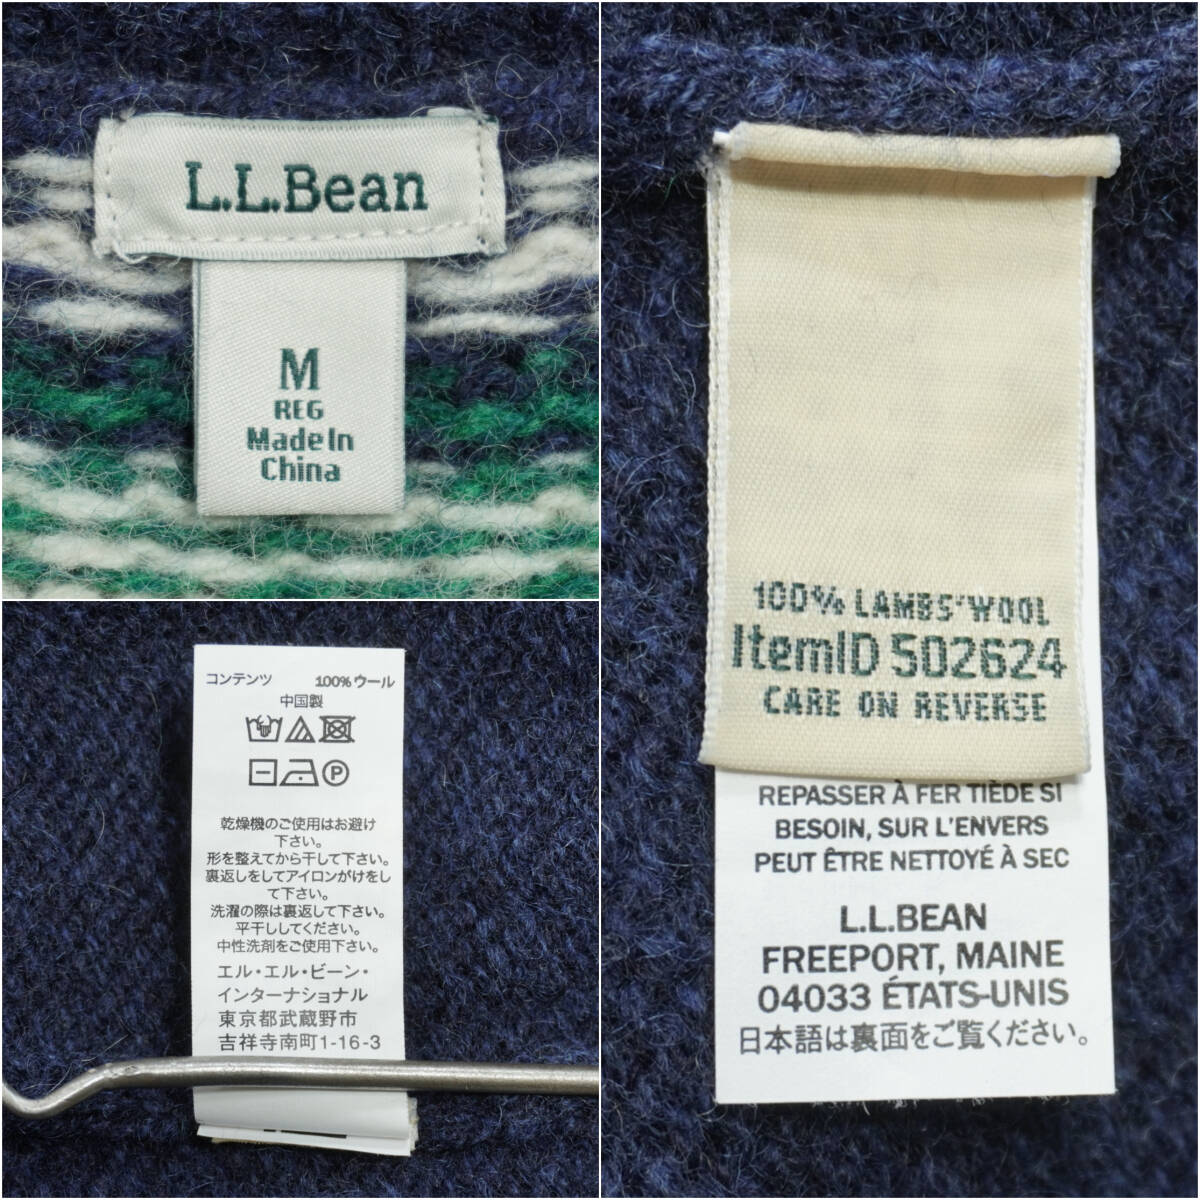 L.L.Bean
M
REG
Made In
China
100% LAMBS' WOOL
ItemID 502624
CARE ON REVERSE
REPASSER À FER TIÈDE SI
BESOIN, SUR L'ENVERS
PEUT ÊTRE NETTOYÉ À SEC
L.L.BEAN
FREEPORT, MAINE
04033 ÉTATS-UNIS
日本語は裏面をご覧ください。
コンテンツ 100% ウール
中国製
P
乾燥機のご使用はお避け
下さい。
形を整えてから干して下さい。
裏返しをしてアイロンがけをし
て下さい。
洗濯の際は裏返して下さい。
平干ししてください。
中性洗剤をご使用下さい。
エル・エル・ビーン・
インターナショナル
東京都武蔵野市
吉祥寺南町1-16-3